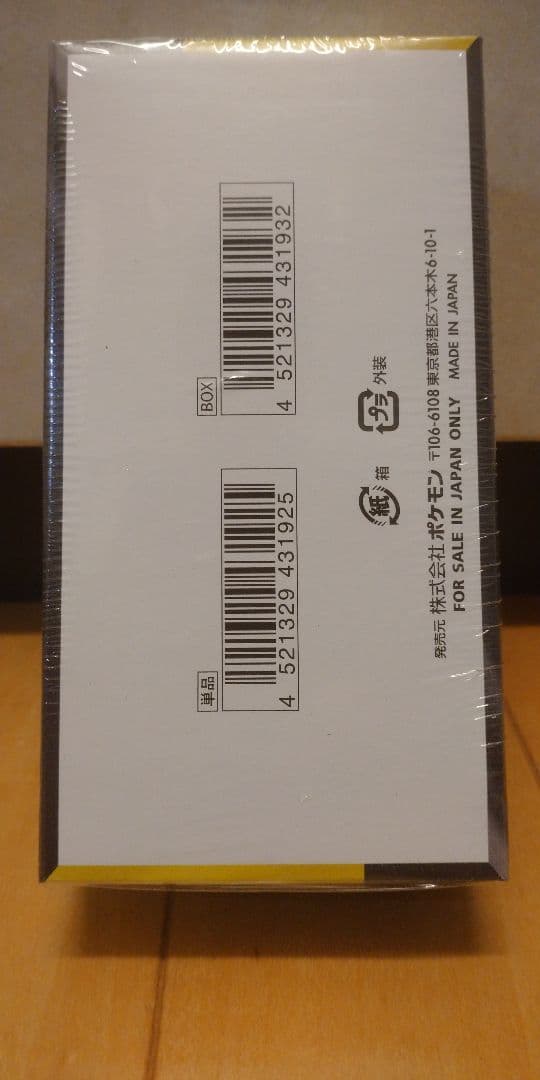 単品
4 521329 431925
BOX
4 521329 431932
紙 箱
プラ 外装
発売元 株式会社ポケモン 〒106-6108 東京都港区六本木6-10-1
FOR SALE IN JAPAN ONLY MADE IN JAPAN